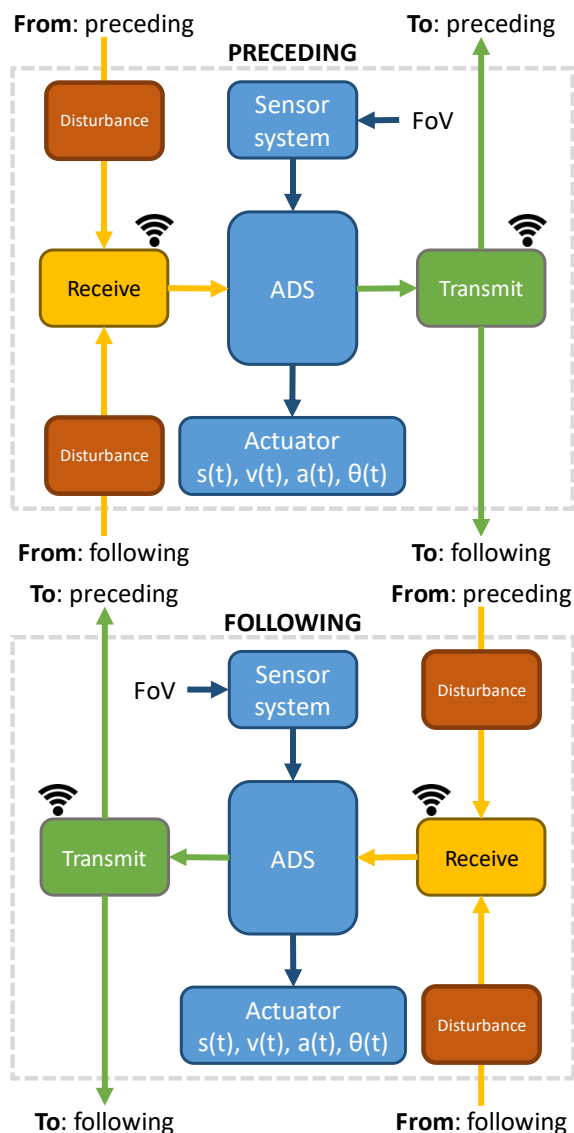 From: preceding
To: preceding
PRECEDING
Disturbance
Sensor
system
FoV
Receive
ADS
Transmit
Disturbance
Actuator
s(t), v(t), a(t), θ(t)
From: following
To: following
To: preceding
From: preceding
FOLLOWING
FoV
Sensor
system
Disturbance
Transmit
ADS
Receive
Actuator
s(t), v(t), a(t), θ(t)
Disturbance
To: following
From: following